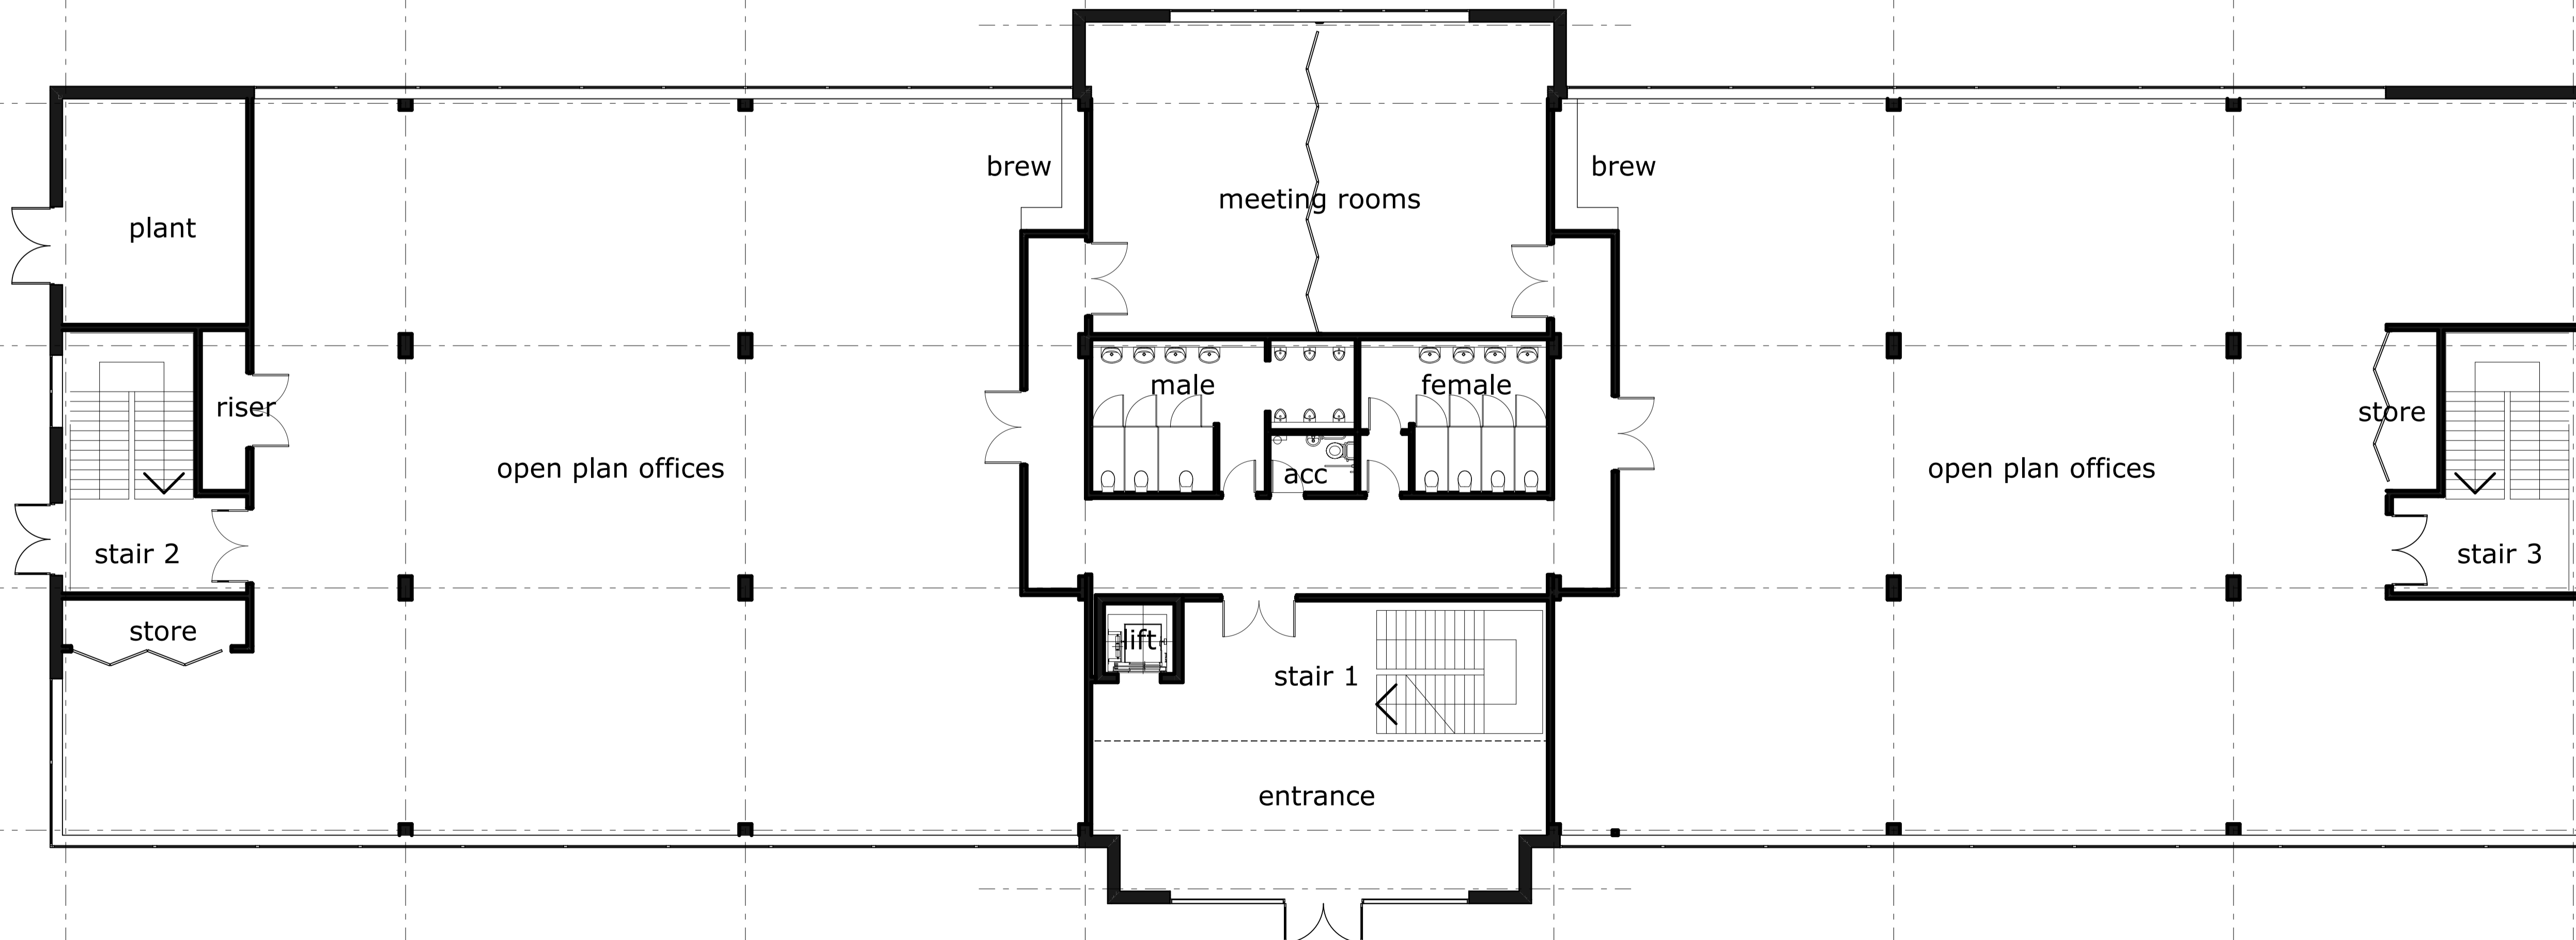 brew
meeting rooms
brew
plant
male
female
riser
store
open plan offices
acc
open plan offices
stair 2
stair 3
store
lift
stair 1
entrance